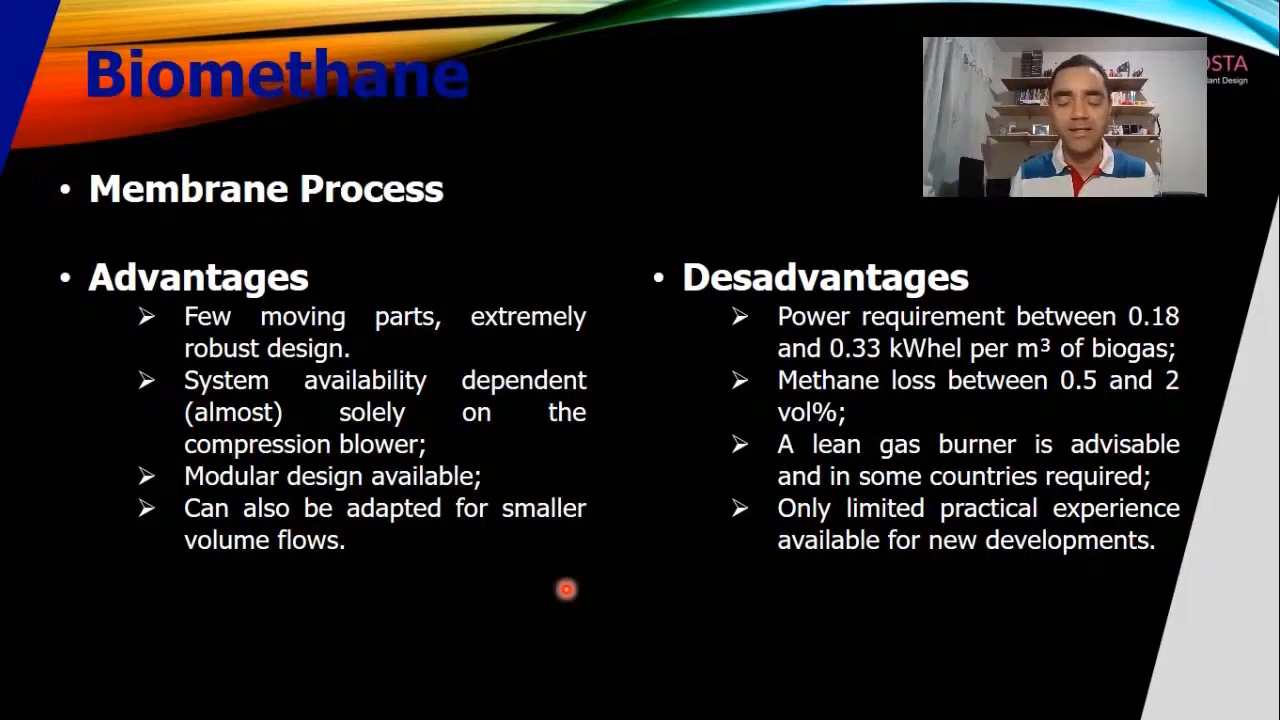 Biomethane
OSTA
lant Design
• Membrane Process
• Advantages
➢ Few moving parts, extremely
robust design.
➢ System availability dependent
(almost) solely on the
compression blower;
➢ Modular design available;
➢ Can also be adapted for smaller
volume flows.
• Desadvantages
➢ Power requirement between 0.18
and 0.33 kWhel per m³ of biogas;
➢ Methane loss between 0.5 and 2
vol%;
➢ A lean gas burner is advisable
and in some countries required;
➢ Only limited practical experience
available for new developments.